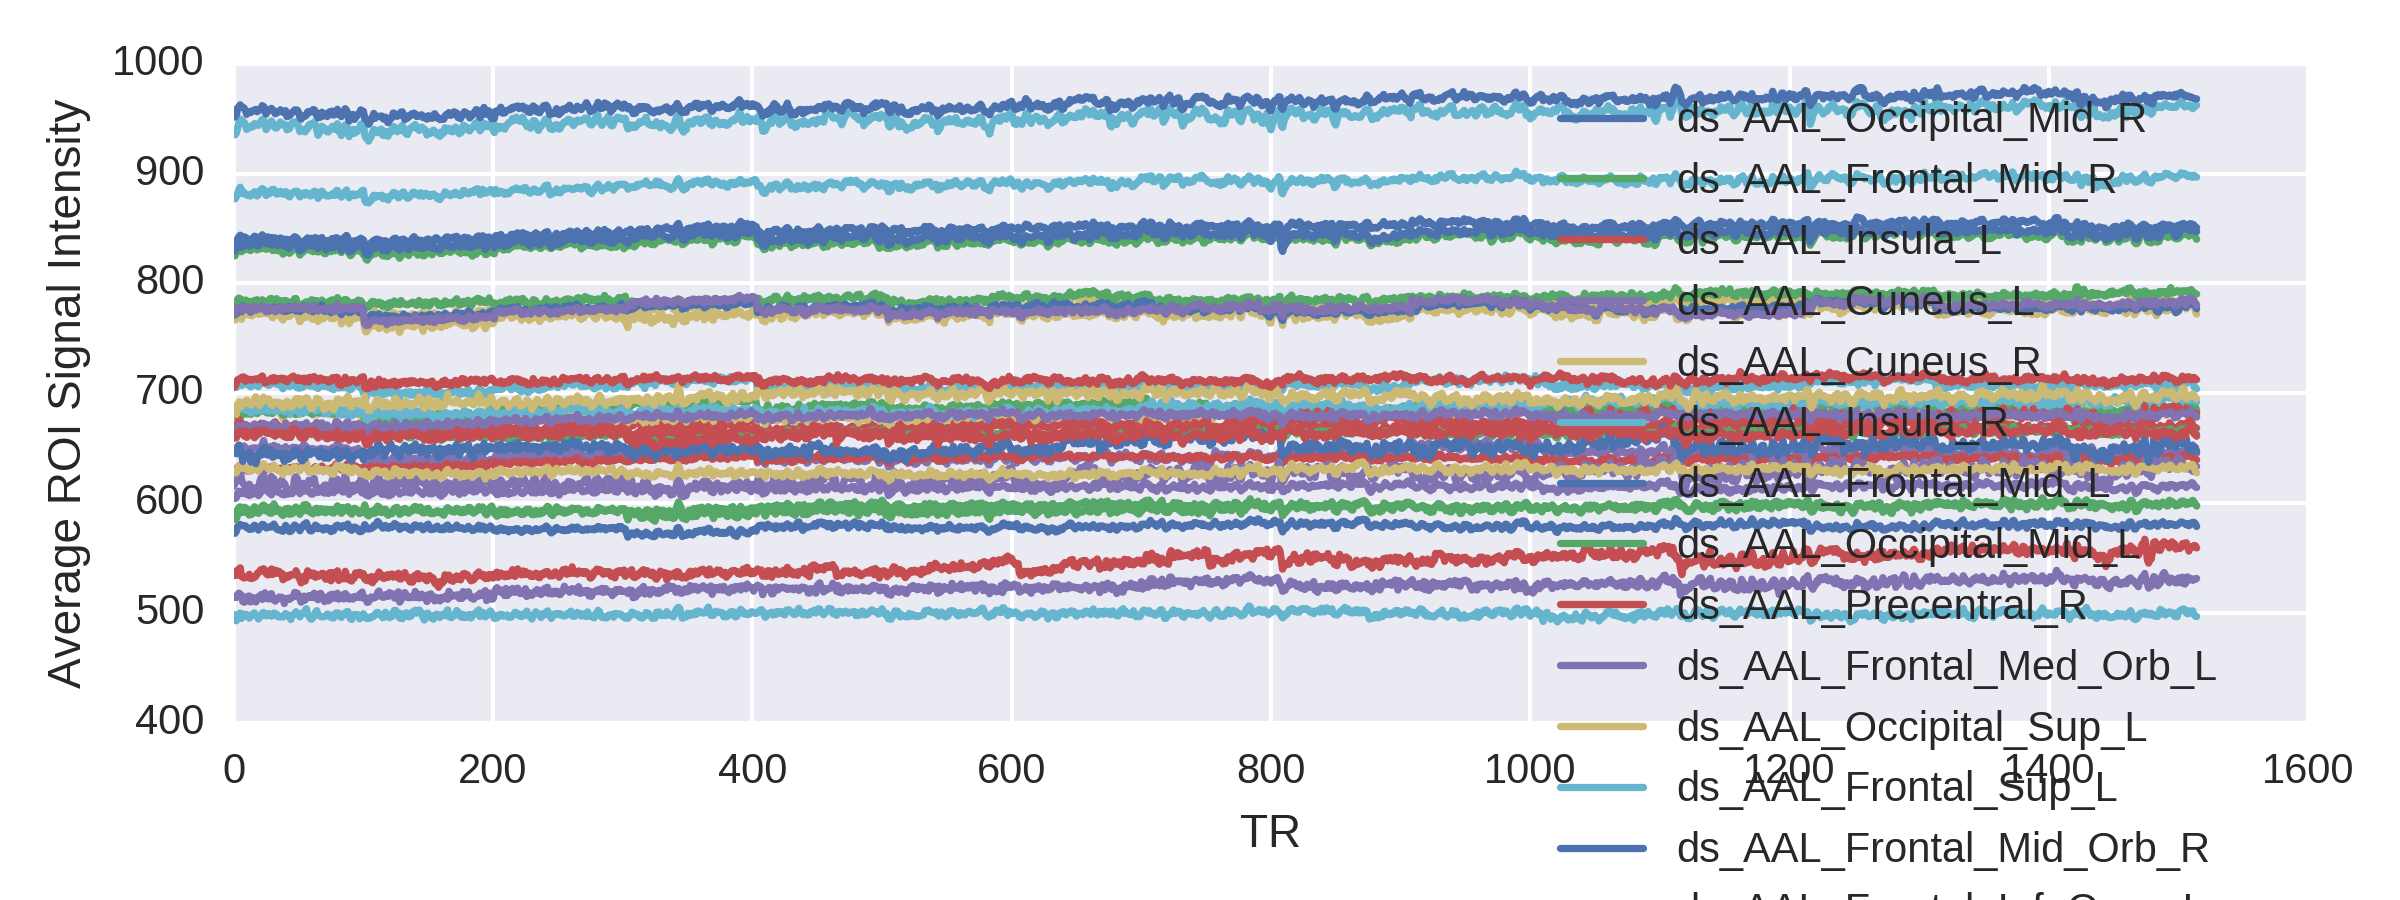 1000
900
800
700
600
500
400
Average ROI Signal Intensity
0 200 400 600 800 1000 1200 1400 1600
TR
ds_AAL_Occipital_Mid_R
ds_AAL_Frontal_Mid_R
ds_AAL_Insula_L
ds_AAL_Cuneus_L
ds_AAL_Cuneus_R
ds_AAL_Insula_R
ds_AAL_Frontal_Mid_L
ds_AAL_Occipital_Mid_L
ds_AAL_Precentral_R
ds_AAL_Frontal_Med_Orb_L
ds_AAL_Occipital_Sup_L
ds_AAL_Frontal_Sup_L
ds_AAL_Frontal_Mid_Orb_R